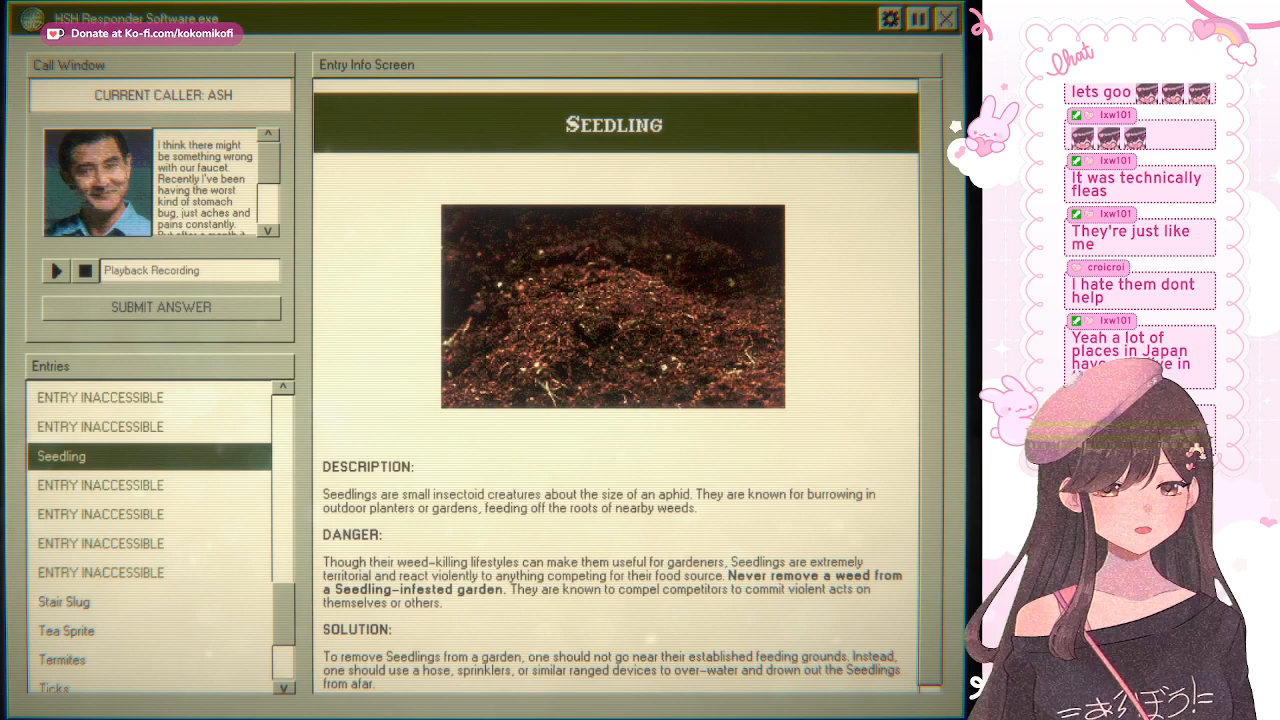 HSH Responder Software.exe
Donate at Ko-fi.com/kokomikofi
Call Window
CURRENT CALLER: ASH
I think there might
be something wrong
with our faucet.
Recently I've been
having the worst
kind of stomach
bug, just aches and
pains constantly.
But after a month it
Playback Recording
SUBMIT ANSWER
Entries
ENTRY INACCESSIBLE
ENTRY INACCESSIBLE
Seedling
ENTRY INACCESSIBLE
ENTRY INACCESSIBLE
ENTRY INACCESSIBLE
ENTRY INACCESSIBLE
Stair Slug
Tea Sprite
Termites
Ticks
Entry Info Screen
SEEDLING
DESCRIPTION:
Seedlings are small insectoid creatures about the size of an aphid. They are known for burrowing in
outdoor planters or gardens, feeding off the roots of nearby weeds.
DANGER:
Though their weed-killing lifestyles can make them useful for gardeners, Seedlings are extremely
territorial and react violently to anything competing for their food source. Never remove a weed from
a Seedling-infested garden. They are known to compel competitors to commit violent acts on
themselves or others.
SOLUTION:
To remove Seedlings from a garden, one should not go near their established feeding grounds. Instead,
one should use a hose, sprinklers, or similar ranged devices to over-water and drown out the Seedlings
from afar.
Chat
lets goo
lxw101
lxw101
It was technically
fleas
lxw101
They're just like
me
croicroi
I hate them dont
help
lxw101
Yeah a lot of
places in Japan